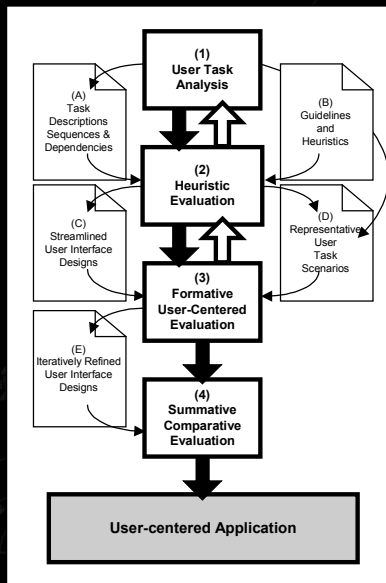 (1)
User Task
Analysis
(A)
Task
Descriptions
Sequences &
Dependencies
(B)
Guidelines
and
Heuristics
(2)
Heuristic
Evaluation
(C)
Streamlined
User Interface
Designs
(D)
Representative
User
Task
Scenarios
(3)
Formative
User-Centered
Evaluation
(E)
Iteratively Refined
User Interface
Designs
(4)
Summative
Comparative
Evaluation
User-centered Application